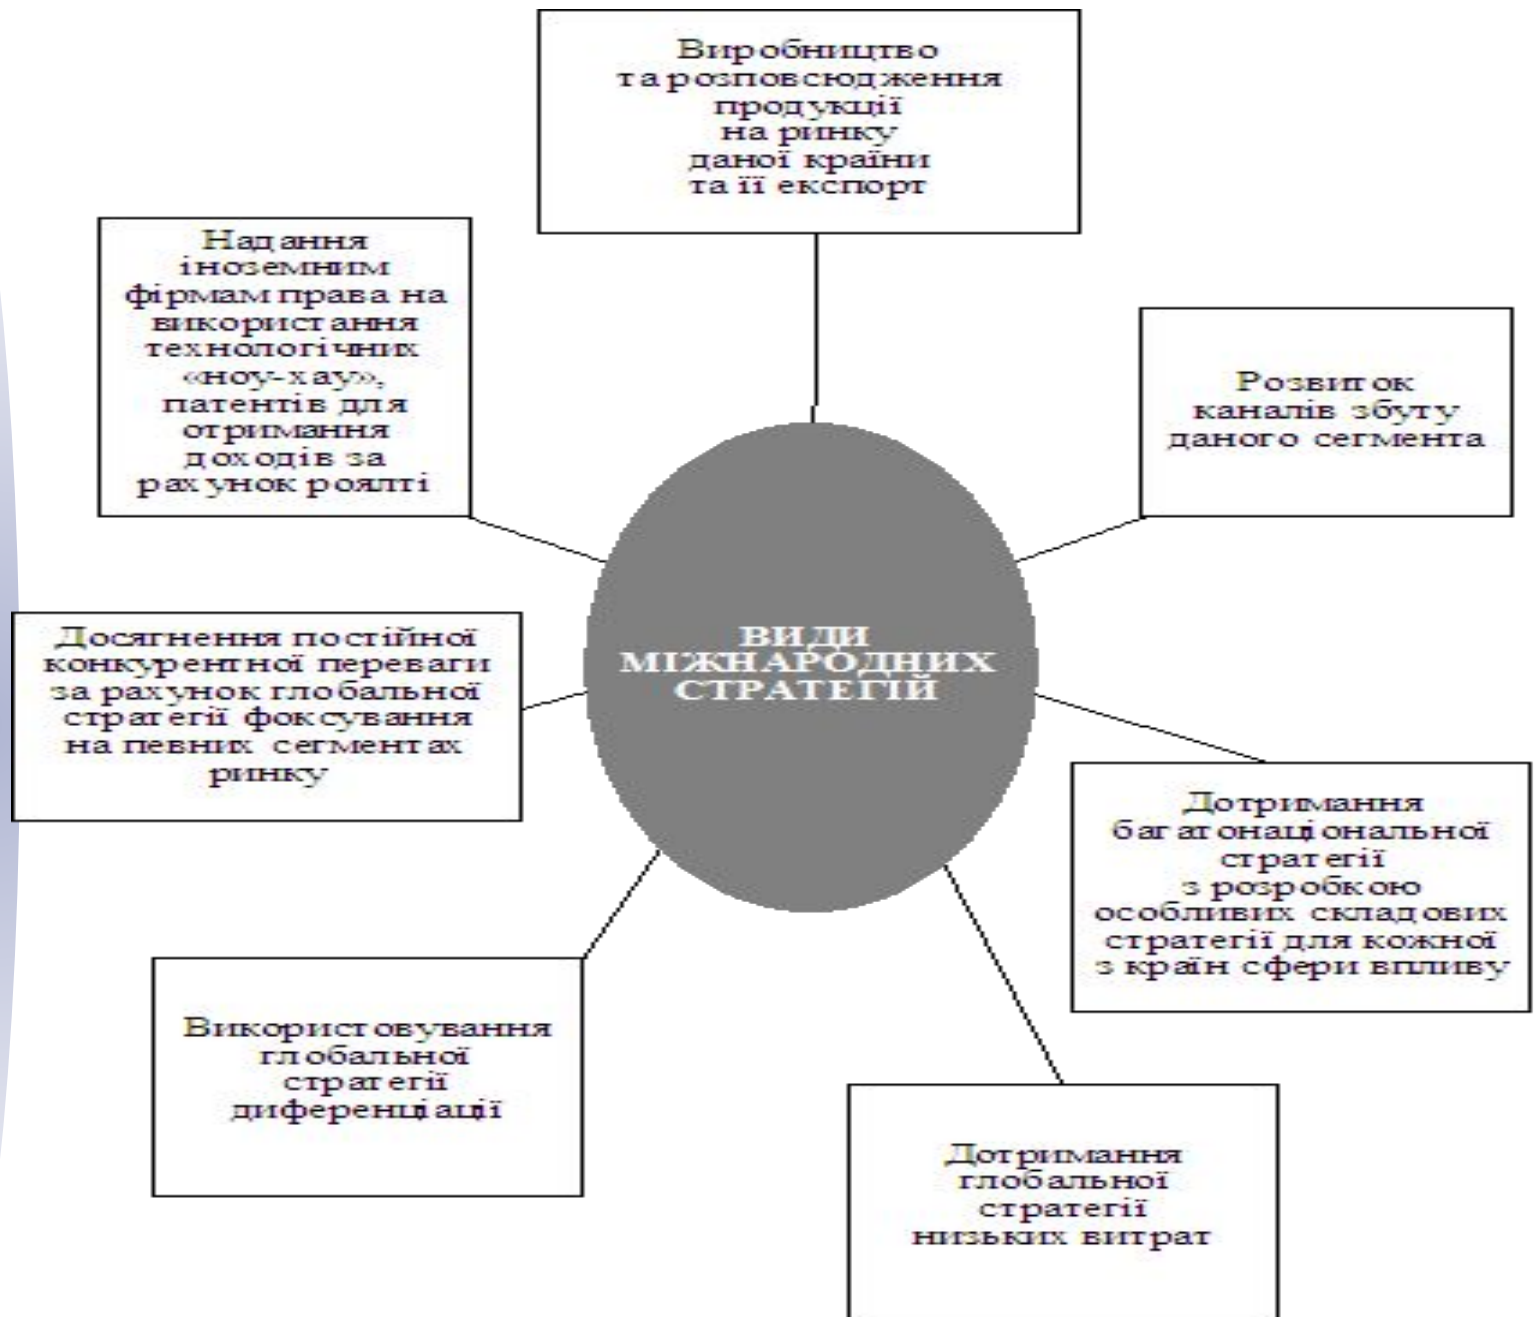 Виробництво
та розповсюдження
продукції
на ринку
даної країни
та її експорт
Надання
іноземним
фірмам права на
використання
технологічних
«ноу-хау»,
патентів для
отримання
доходів за
рахунок роялті
Розвиток
каналів збуту
даного сегмента
ВИДИ
МІЖНАРОДНИХ
СТРАТЕГІЙ
Досягнення постійної
конкурентної переваги
за рахунок глобальної
стратегії фоксування
на певних сегментах
ринку
Дотримання
багатонаціональної
стратегії
з розробкою
особливих складових
стратегії для кожної
з країн сфери впливу
Використовування
глобальної
стратегії
диференціації
Дотримання
глобальної
стратегії
низьких витрат